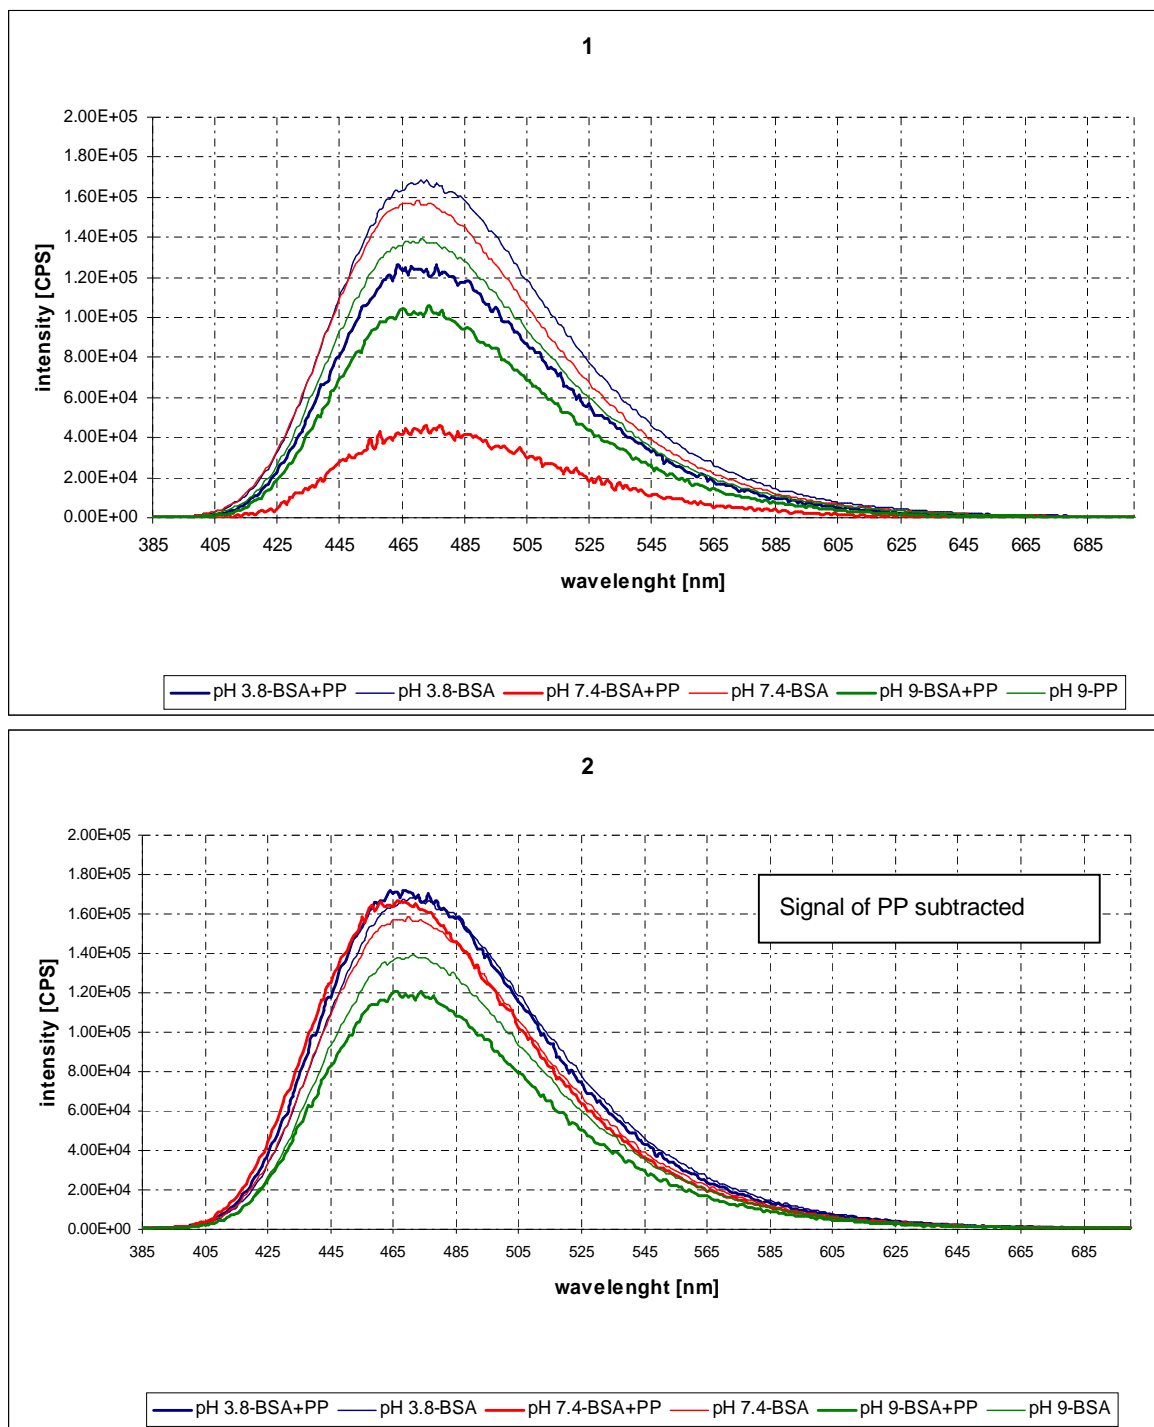 1
2.00E+05
1.80E+05
1.60E+05
1.40E+05
1.20E+05
1.00E+05
8.00E+04
6.00E+04
4.00E+04
2.00E+04
0.00E+00
intensity [CPS]
385 405 425 445 465 485 505 525 545 565 585 605 625 645 665 685
wavelenght [nm]
pH 3.8-BSA+PP pH 3.8-BSA pH 7.4-BSA+PP pH 7.4-BSA pH 9-BSA+PP pH 9-PP
2
2.00E+05
1.80E+05
1.60E+05
1.40E+05
1.20E+05
1.00E+05
8.00E+04
6.00E+04
4.00E+04
2.00E+04
0.00E+00
intensity [CPS]
Signal of PP subtracted
385 405 425 445 465 485 505 525 545 565 585 605 625 645 665 685
wavelenght [nm]
pH 3.8-BSA+PP pH 3.8-BSA pH 7.4-BSA+PP pH 7.4-BSA pH 9-BSA+PP pH 9-BSA